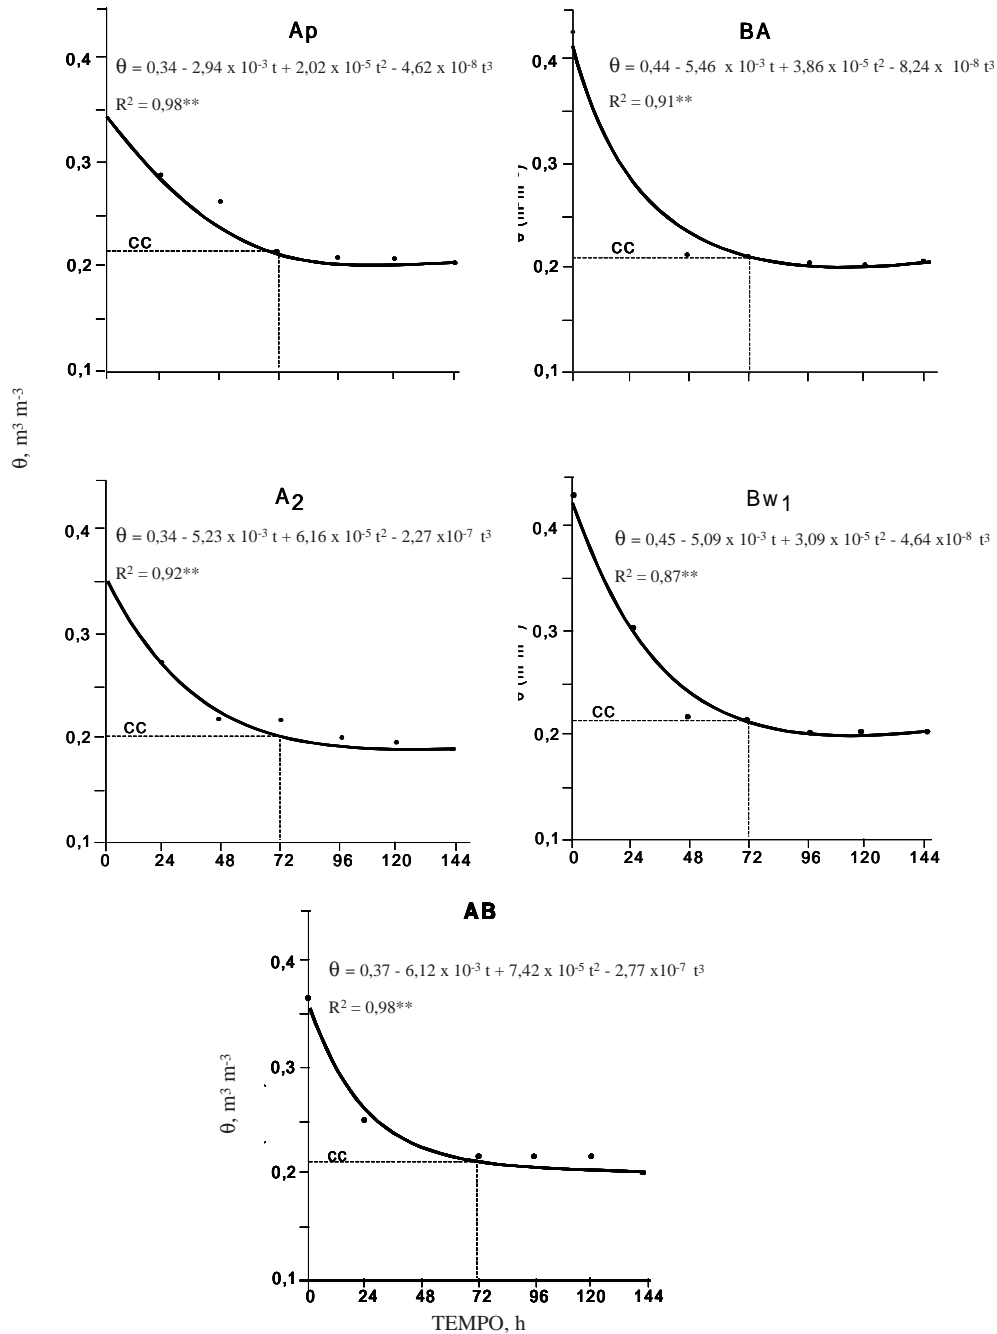 Ap
θ = 0,34 - 2,94 x 10⁻³ t + 2,02 x 10⁻⁵ t² - 4,62 x 10⁻⁸ t³
R² = 0,98**
0,4
0,3
CC
0,2
0,1
BA
θ = 0,44 - 5,46 x 10⁻³ t + 3,86 x 10⁻⁵ t² - 8,24 x 10⁻⁸ t³
R² = 0,91**
0,4
0,3
CC
0,2
0,1
θ, m³ m⁻³
A₂
θ = 0,34 - 5,23 x 10⁻³ t + 6,16 x 10⁻⁵ t² - 2,27 x10⁻⁷ t³
R² = 0,92**
0,4
0,3
CC
0,2
0,1
0 24 48 72 96 120 144
Bw₁
θ = 0,45 - 5,09 x 10⁻³ t + 3,09 x 10⁻⁵ t² - 4,64 x10⁻⁸ t³
R² = 0,87**
0,4
0,3
CC
0,2
0,1
0 24 48 72 96 120 144
AB
θ = 0,37 - 6,12 x 10⁻³ t + 7,42 x 10⁻⁵ t² - 2,77 x10⁻⁷ t³
R² = 0,98**
0,4
0,3
CC
0,2
0,1
θ, m³ m⁻³
0 24 48 72 96 120 144
TEMPO, h